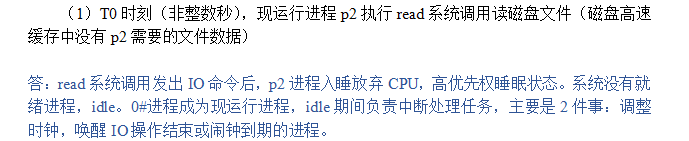 （1）T0 时刻（非整数秒），现运行进程 p2 执行 read 系统调用读磁盘文件（磁盘高速
缓存中没有 p2 需要的文件数据）
答：read 系统调用发出 IO 命令后，p2 进程入睡放弃 CPU，高优先权睡眠状态。系统没有就
绪进程，idle。0#进程成为现运行进程，idle 期间负责中断处理任务，主要是 2 件事：调整
时钟，唤醒 IO 操作结束或闹钟到期的进程。